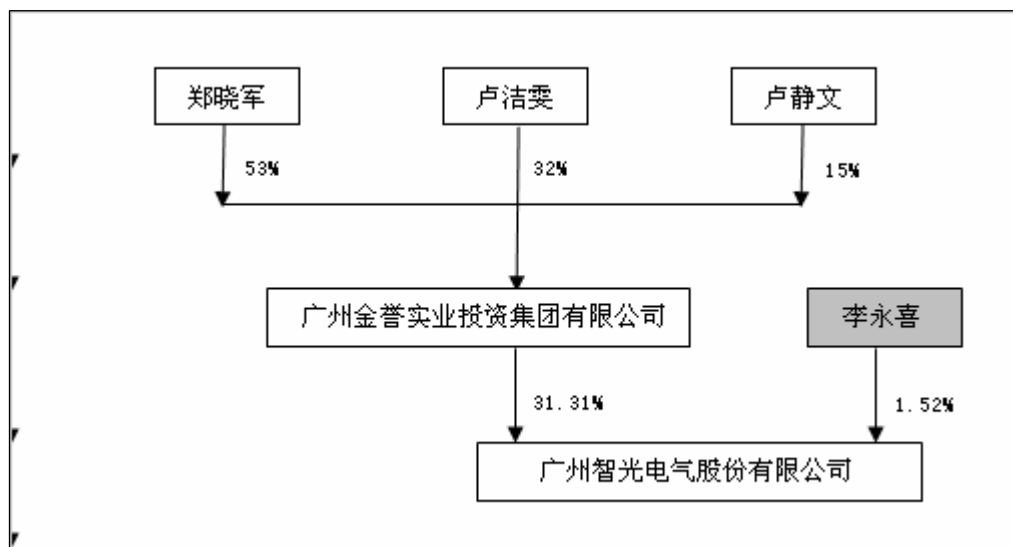 郑晓军
卢洁雯
卢静文
53%
32%
15%
广州金誉实业投资集团有限公司
李永喜
31.31%
1.52%
广州智光电气股份有限公司